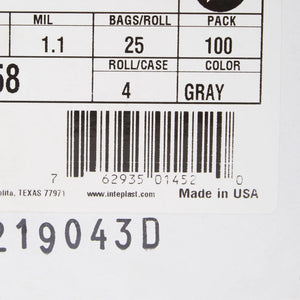 MIL BAGS/ROLL PACK
1.1 25 100
ROLL/CASE COLOR
58 4 GRAY
7 62935 01452 0
TEXAS 77971 www.inteplast.com Made in USA
219043D